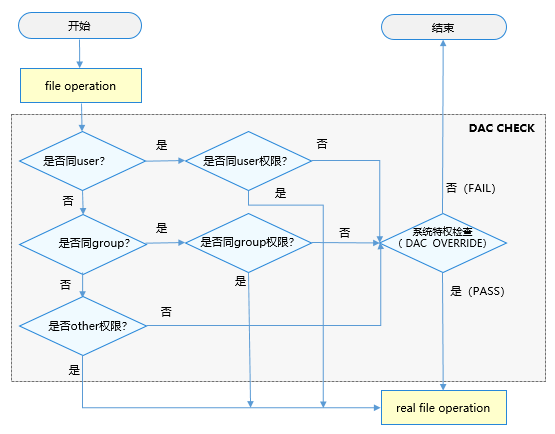 开始
结束
file operation
DAC CHECK
是否同user?
是
是否同user权限?
否
否
是
否（FAIL）
是否同group?
是
是否同group权限?
否
系统特权检查
（ DAC OVERRIDE)
否
是
是（PASS）
是否other权限?
否
是
real file operation